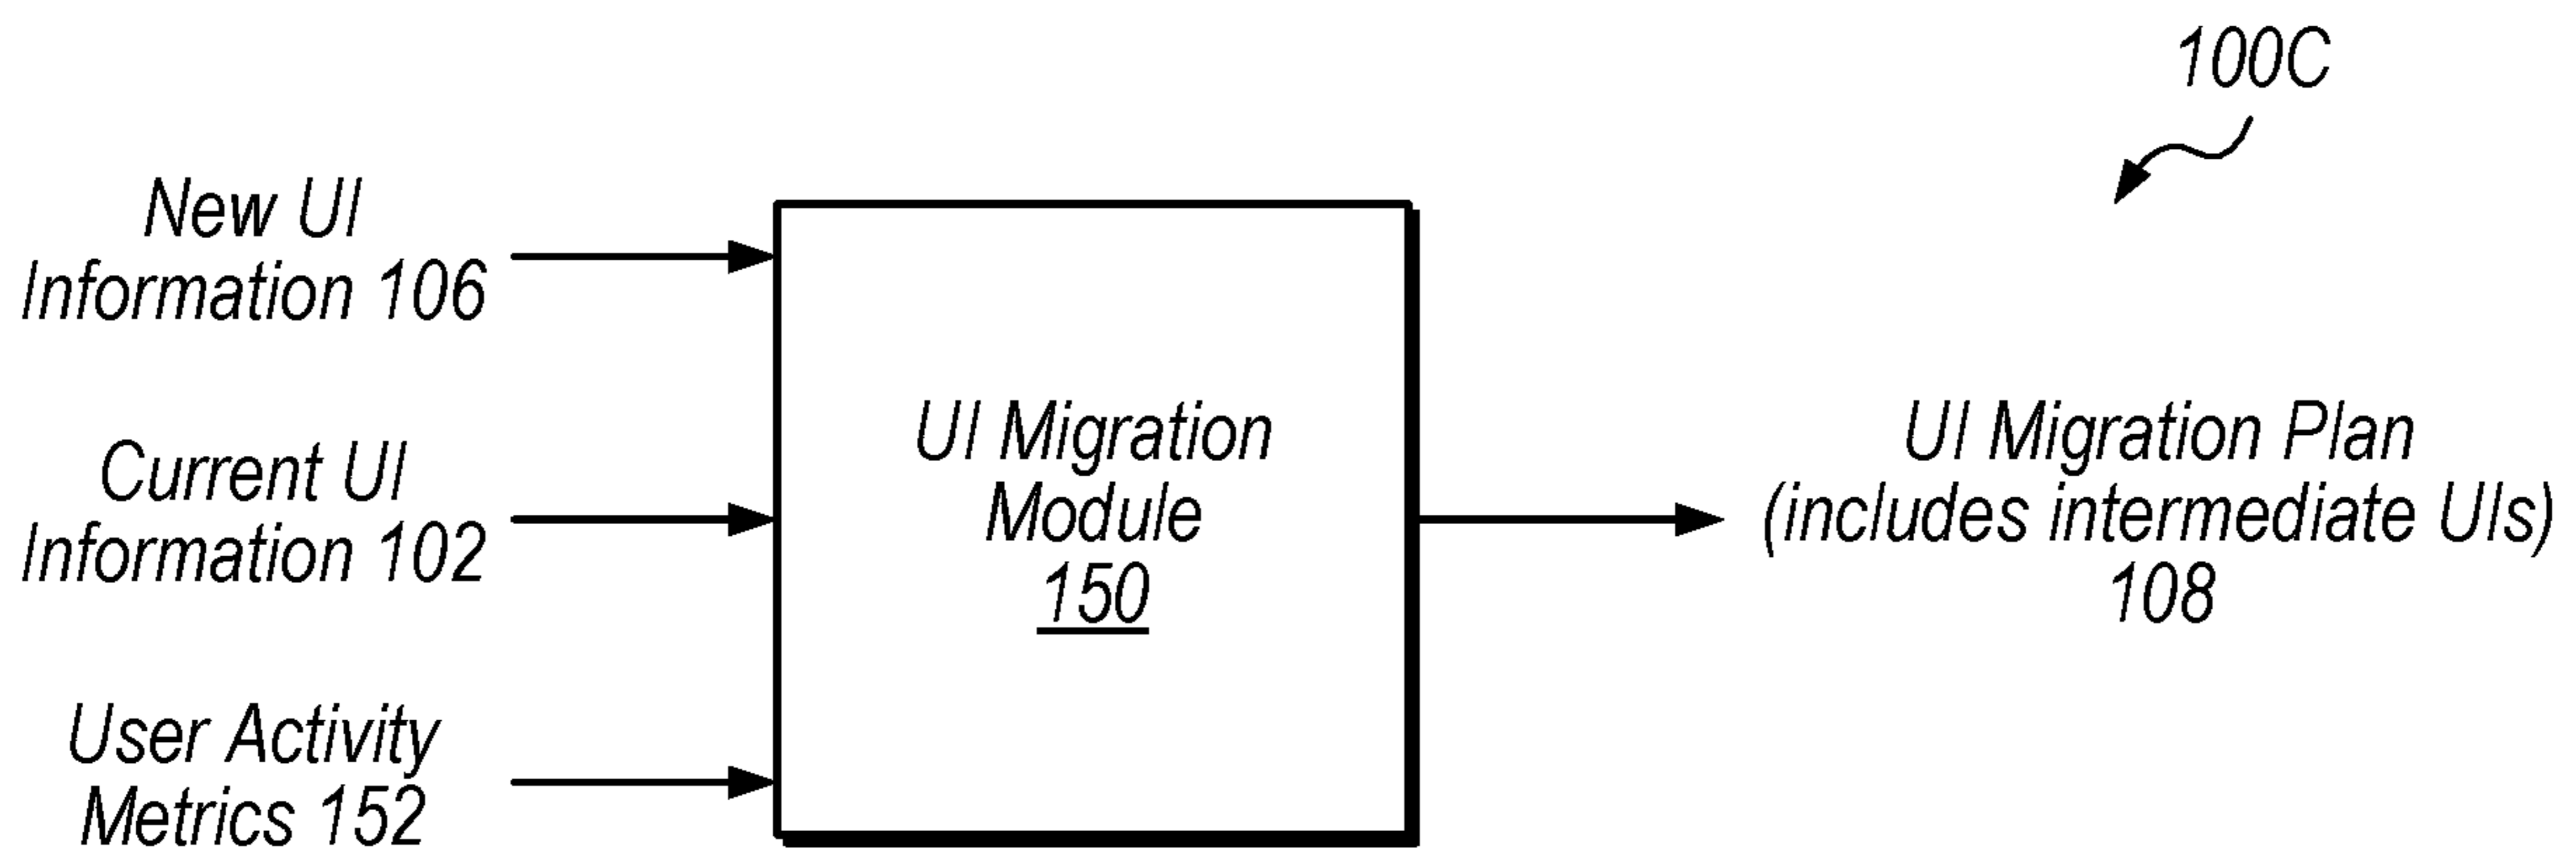 100C
New UI
Information 106
Current UI
Information 102
User Activity
Metrics 152
UI Migration
Module
150
UI Migration Plan
(includes intermediate UIs)
108